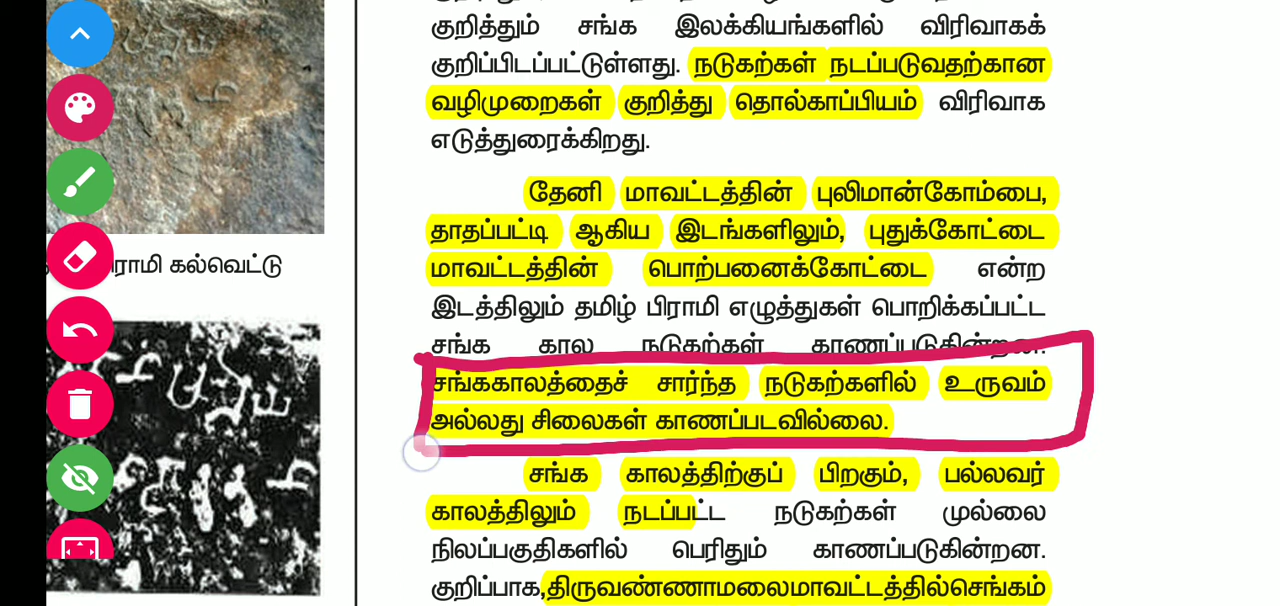 குறித்தும் சங்க இலக்கியங்களில் விரிவாகக்
குறிப்பிடப்பட்டுள்ளது. நடுகற்கள் நடப்படுவதற்கான
வழிமுறைகள் குறித்து தொல்காப்பியம் விரிவாக
எடுத்துரைக்கிறது.
தேனி மாவட்டத்தின் புலிமான்கோம்பை,
தாதப்பட்டி ஆகிய இடங்களிலும், புதுக்கோட்டை
மாவட்டத்தின் பொற்பனைக்கோட்டை என்ற
இடத்திலும் தமிழ் பிராமி எழுத்துகள் பொறிக்கப்பட்ட
சங்க கால நடுகற்கள் காணப்படுகின்றன.
சங்ககாலத்தைச் சார்ந்த நடுகற்களில் உருவம்
அல்லது சிலைகள் காணப்படவில்லை.
சங்க காலத்திற்குப் பிறகும், பல்லவர்
காலத்திலும் நடப்பட்ட நடுகற்கள் முல்லை
நிலப்பகுதிகளில் பெரிதும் காணப்படுகின்றன.
குறிப்பாக,திருவண்ணாமலைமாவட்டத்தில்செங்கம்
கல்வெட்டு